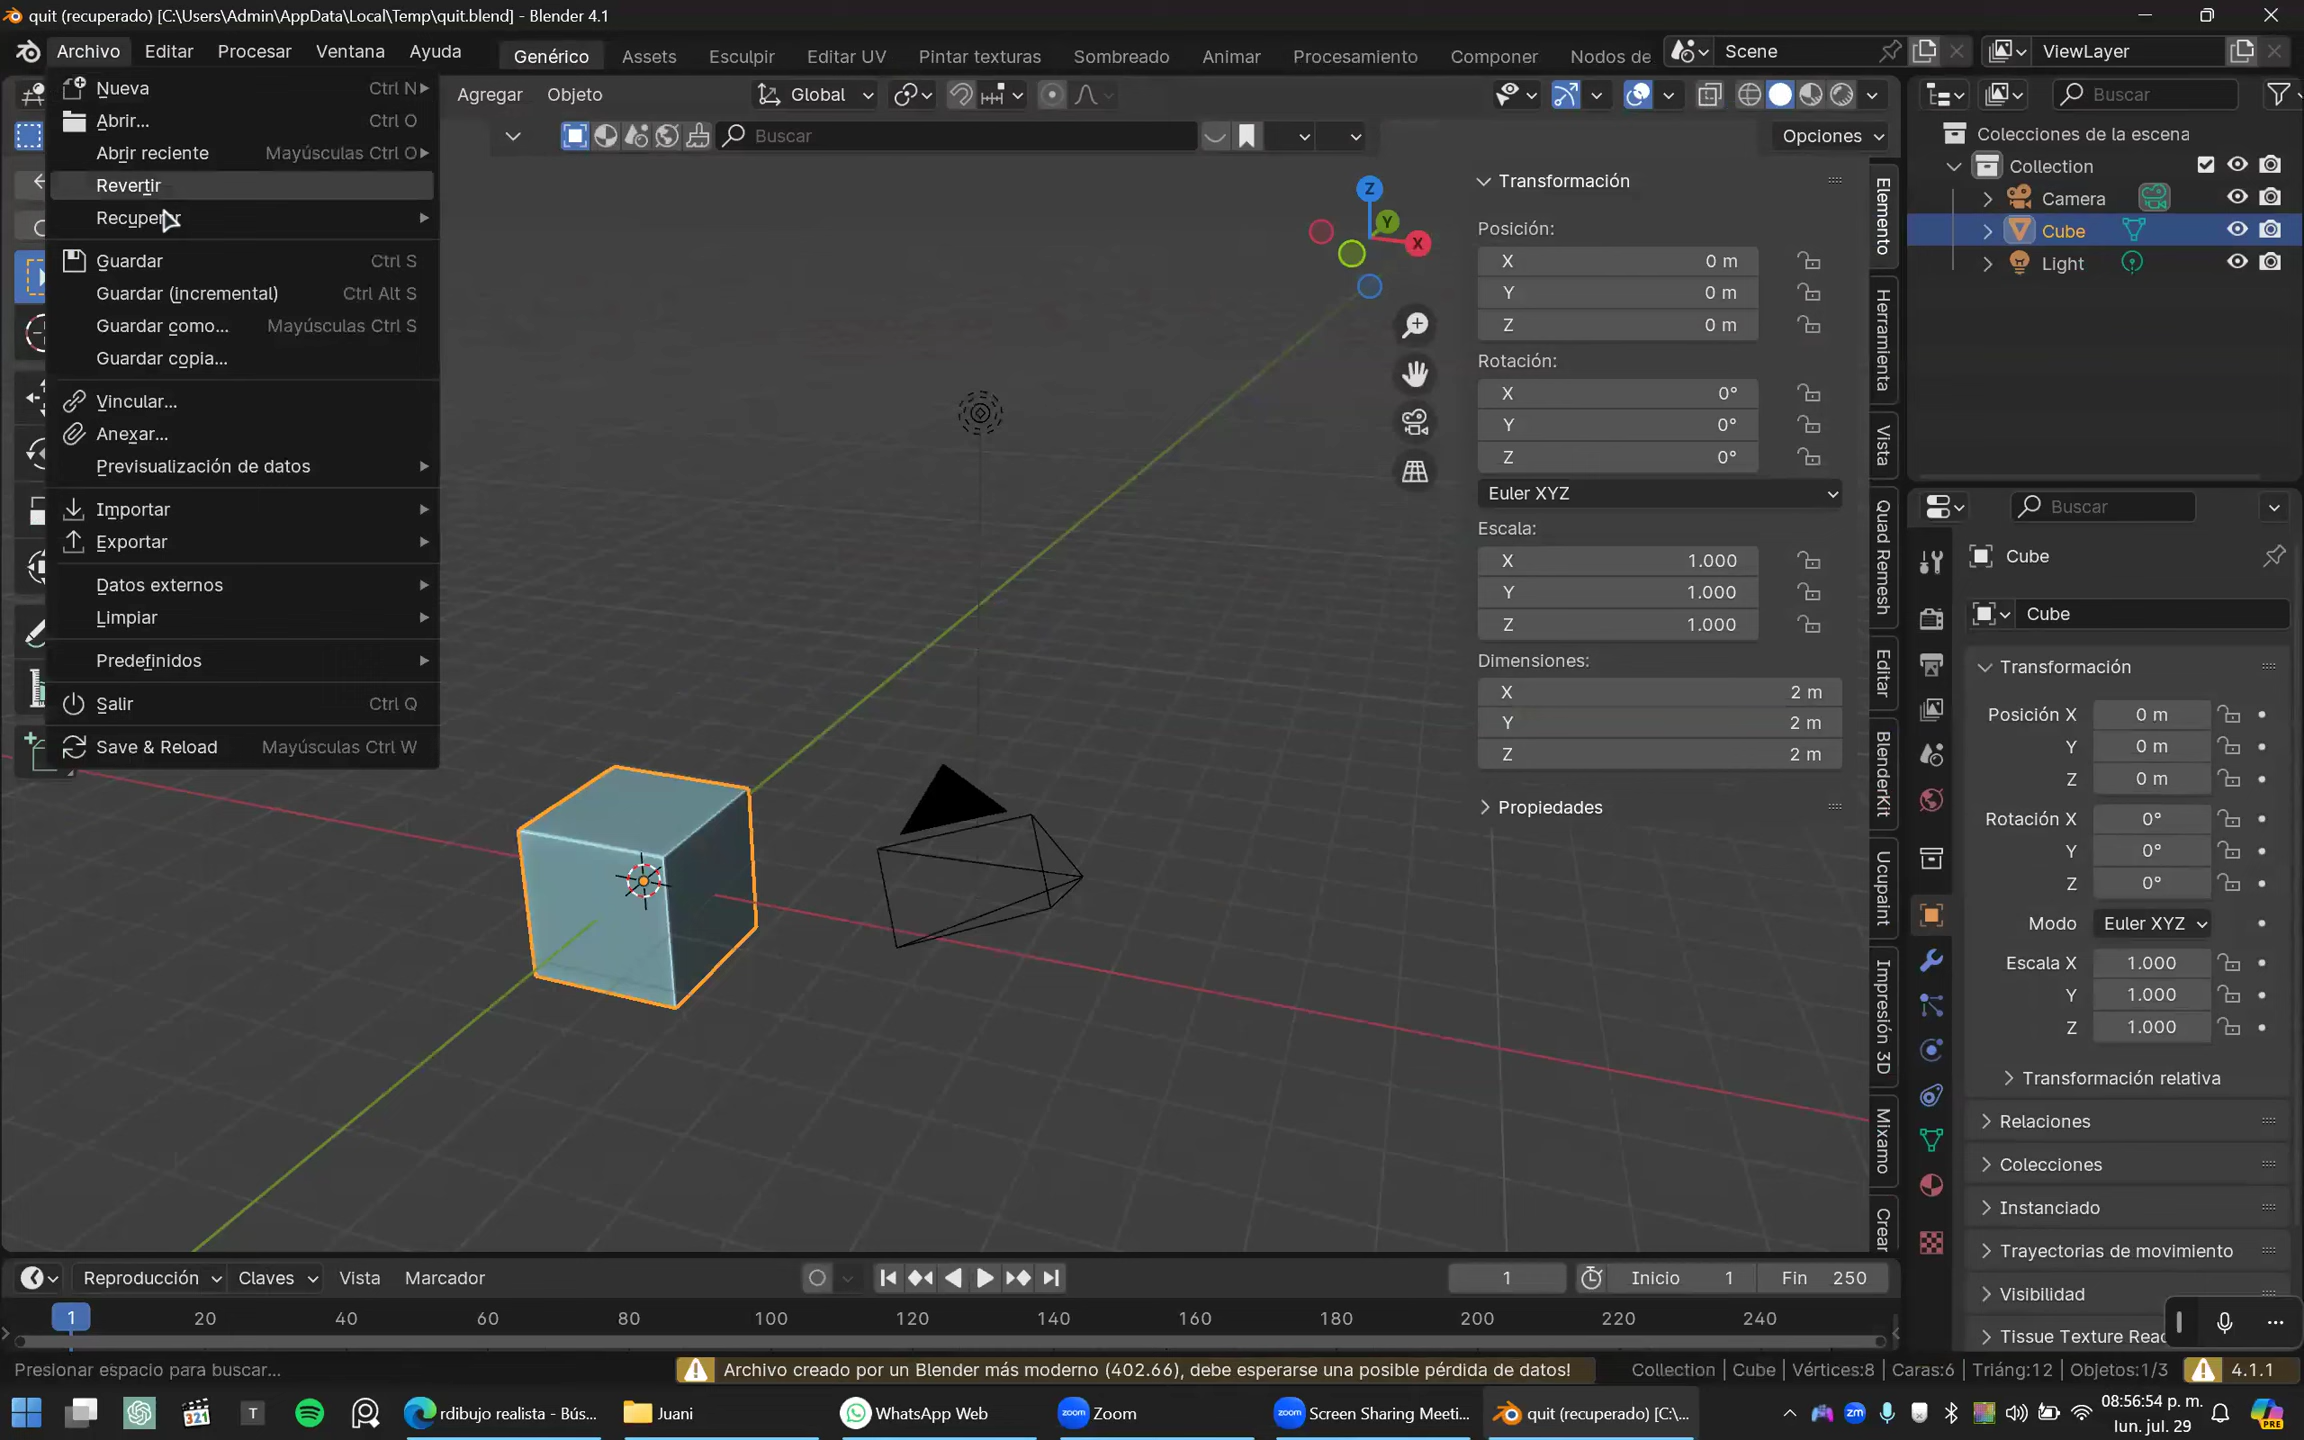 quit (recuperado) [C:\Users\Admin\AppData\Local\Temp\quit.blend] - Blender 4.1
Archivo Editar Procesar Ventana Ayuda Genérico Assets Esculpir Editar UV Pintar texturas Sombreado Animar Procesamiento Componer Nodos de Scene ViewLayer
Nueva Ctrl N
Abrir... Ctrl O
Abrir reciente Mayúsculas Ctrl O
Revertir
Recuperar
Guardar Ctrl S
Guardar (incremental) Ctrl Alt S
Guardar como... Mayúsculas Ctrl S
Guardar copia...
Vincular...
Anexar...
Previsualización de datos
Importar
Exportar
Datos externos
Limpiar
Predefinidos
Salir Ctrl Q
Save & Reload Mayúsculas Ctrl W
Agregar Objeto Global
Buscar
Opciones
Z
Y
X
Transformación
Posición:
X 0 m
Y 0 m
Z 0 m
Rotación:
X 0°
Y 0°
Z 0°
Euler XYZ
Escala:
X 1.000
Y 1.000
Z 1.000
Dimensiones:
X 2 m
Y 2 m
Z 2 m
Propiedades
Elemento
Herramienta
Vista
Quad Remesh
Editar
BlenderKit
Ucupaint
Impresión 3D
Mixamo
Crear
Buscar
Colecciones de la escena
Collection
Camera
Cube
Light
Buscar
Cube
Cube
Transformación
Posición X 0 m
Y 0 m
Z 0 m
Rotación X 0°
Y 0°
Z 0°
Modo Euler XYZ
Escala X 1.000
Y 1.000
Z 1.000
Transformación relativa
Relaciones
Colecciones
Instanciado
Trayectorias de movimiento
Visibilidad
Tissue Texture Reac
Reproducción Claves Vista Marcador 1 Inicio 1 Fin 250
1 20 40 60 80 100 120 140 160 180 200 220 240
Presionar espacio para buscar... Archivo creado por un Blender más moderno (402.66), debe esperarse una posible pérdida de datos! Collection | Cube | Vértices:8 | Caras:6 | Triáng:12 | Objetos:1/3 4.1.1
321 T rdibujo realista - Bús... Juani WhatsApp Web zoom Zoom zoom Screen Sharing Meeti... quit (recuperado) [C:\... zm 08:56:54 p. m.
lun. jul. 29
PRE